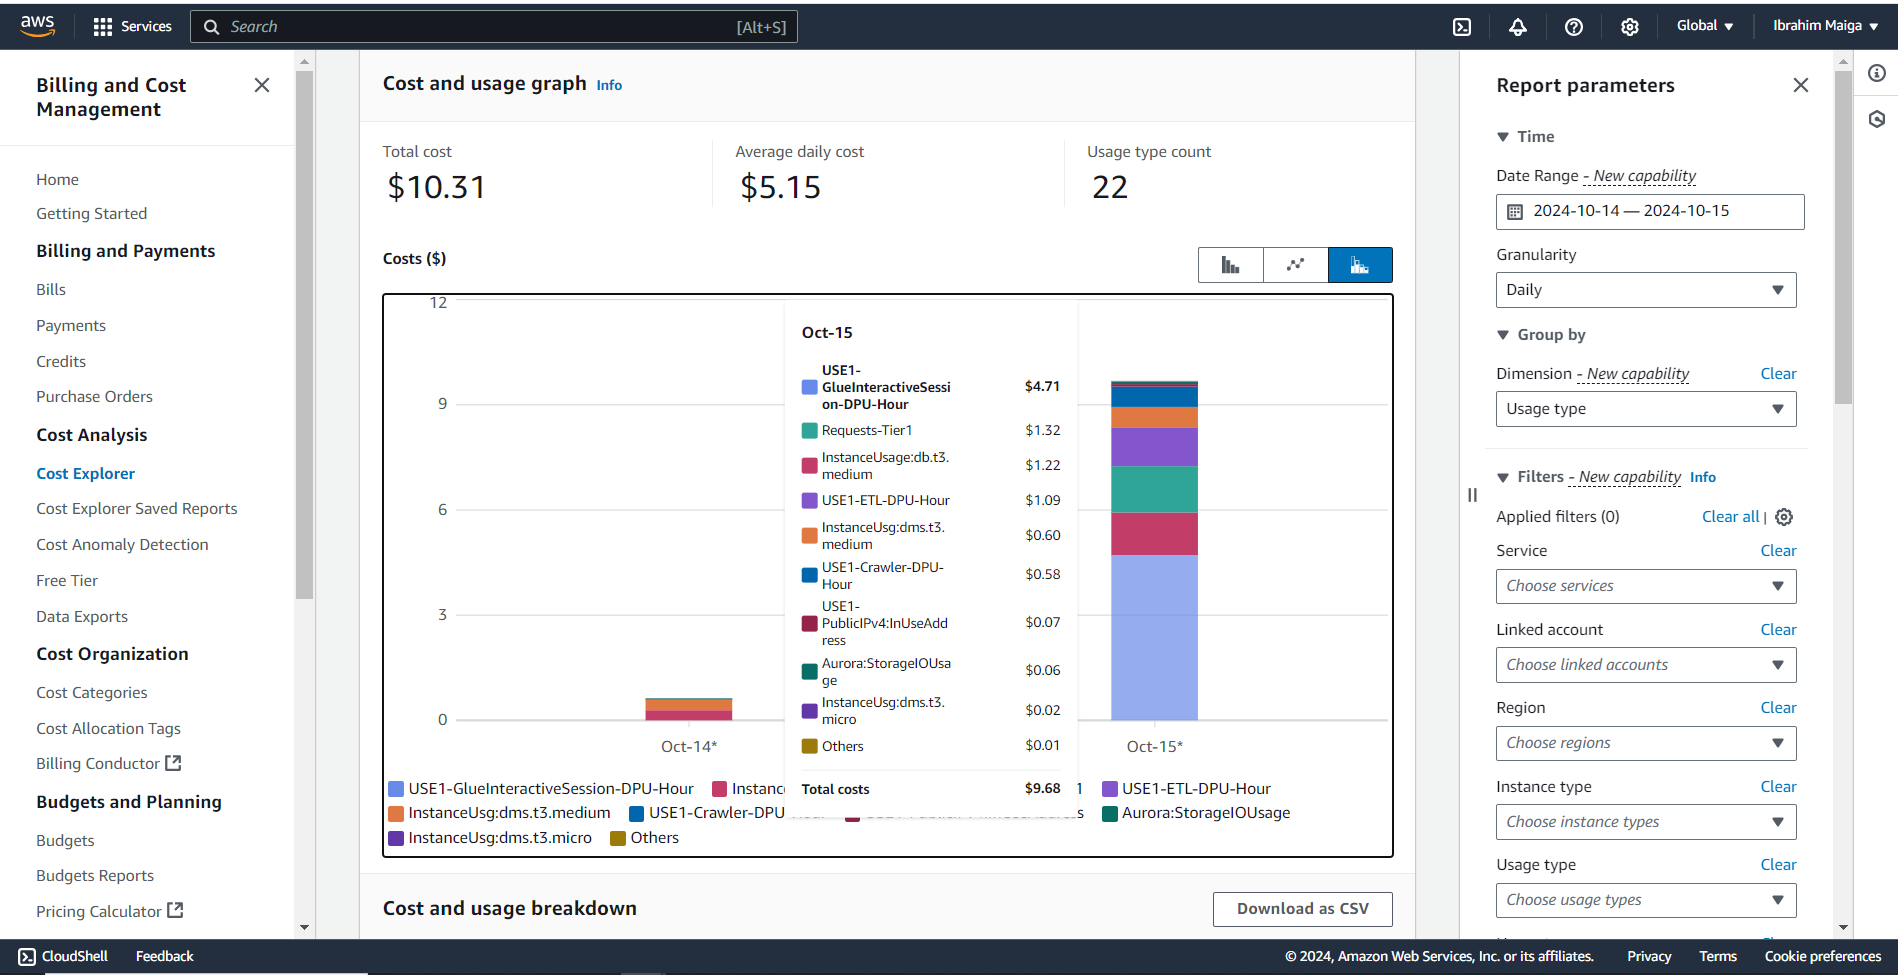 aws
Services
Search
[Alt+S]
Global
Ibrahim Maiga
Billing and Cost
Management
Home
Getting Started
Billing and Payments
Bills
Payments
Credits
Purchase Orders
Cost Analysis
Cost Explorer
Cost Explorer Saved Reports
Cost Anomaly Detection
Free Tier
Data Exports
Cost Organization
Cost Categories
Cost Allocation Tags
Billing Conductor
Budgets and Planning
Budgets
Budgets Reports
Pricing Calculator
Cost and usage graph Info
Total cost
$10.31
Average daily cost
$5.15
Usage type count
22
Costs ($)
12
9
6
3
0
Oct-14*
Oct-15*
Oct-15
USE1-
GlueInteractiveSessi
on-DPU-Hour
$4.71
Requests-Tier1 $1.32
InstanceUsage:db.t3.
medium
$1.22
USE1-ETL-DPU-Hour $1.09
InstanceUsg:dms.t3.
medium
$0.60
USE1-Crawler-DPU-
Hour
$0.58
USE1-
PublicIPv4:InUseAdd
ress
$0.07
Aurora:StorageIOUsa
ge
$0.06
InstanceUsg:dms.t3.
micro
$0.02
Others $0.01
Total costs $9.68
USE1-GlueInteractiveSession-DPU-Hour Instanc 1 USE1-ETL-DPU-Hour
InstanceUsg:dms.t3.medium USE1-Crawler-DPU Aurora:StorageIOUsage
InstanceUsg:dms.t3.micro Others
Cost and usage breakdown
Download as CSV
Report parameters
Time
Date Range - New capability
2024-10-14 — 2024-10-15
Granularity
Daily
Group by
Dimension - New capability Clear
Usage type
Filters - New capability Info
Applied filters (0) Clear all |
Service Clear
Choose services
Linked account Clear
Choose linked accounts
Region Clear
Choose regions
Instance type Clear
Choose instance types
Usage type Clear
Choose usage types
CloudShell
Feedback
© 2024, Amazon Web Services, Inc. or its affiliates.
Privacy
Terms
Cookie preferences